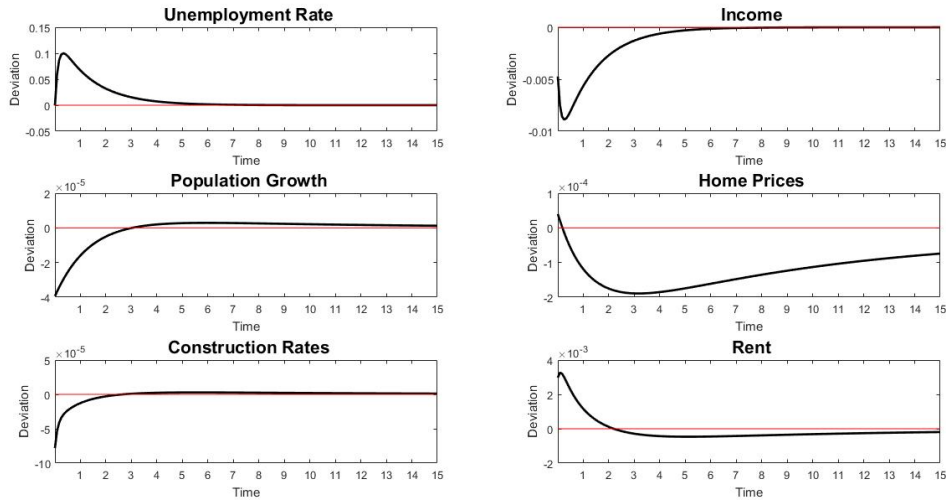 Unemployment Rate
0.15
0.1
0.05
0
-0.05
Deviation
1 2 3 4 5 6 7 8 9 10 11 12 13 14 15
Time
Income
0
-0.005
-0.01
Deviation
1 2 3 4 5 6 7 8 9 10 11 12 13 14 15
Time
Population Growth
×10⁻⁵
2
0
-2
-4
Deviation
1 2 3 4 5 6 7 8 9 10 11 12 13 14 15
Time
Home Prices
×10⁻⁴
1
0
-1
-2
Deviation
1 2 3 4 5 6 7 8 9 10 11 12 13 14 15
Time
Construction Rates
×10⁻⁵
5
0
-5
-10
Deviation
1 2 3 4 5 6 7 8 9 10 11 12 13 14 15
Time
Rent
×10⁻³
4
2
0
-2
Deviation
1 2 3 4 5 6 7 8 9 10 11 12 13 14 15
Time